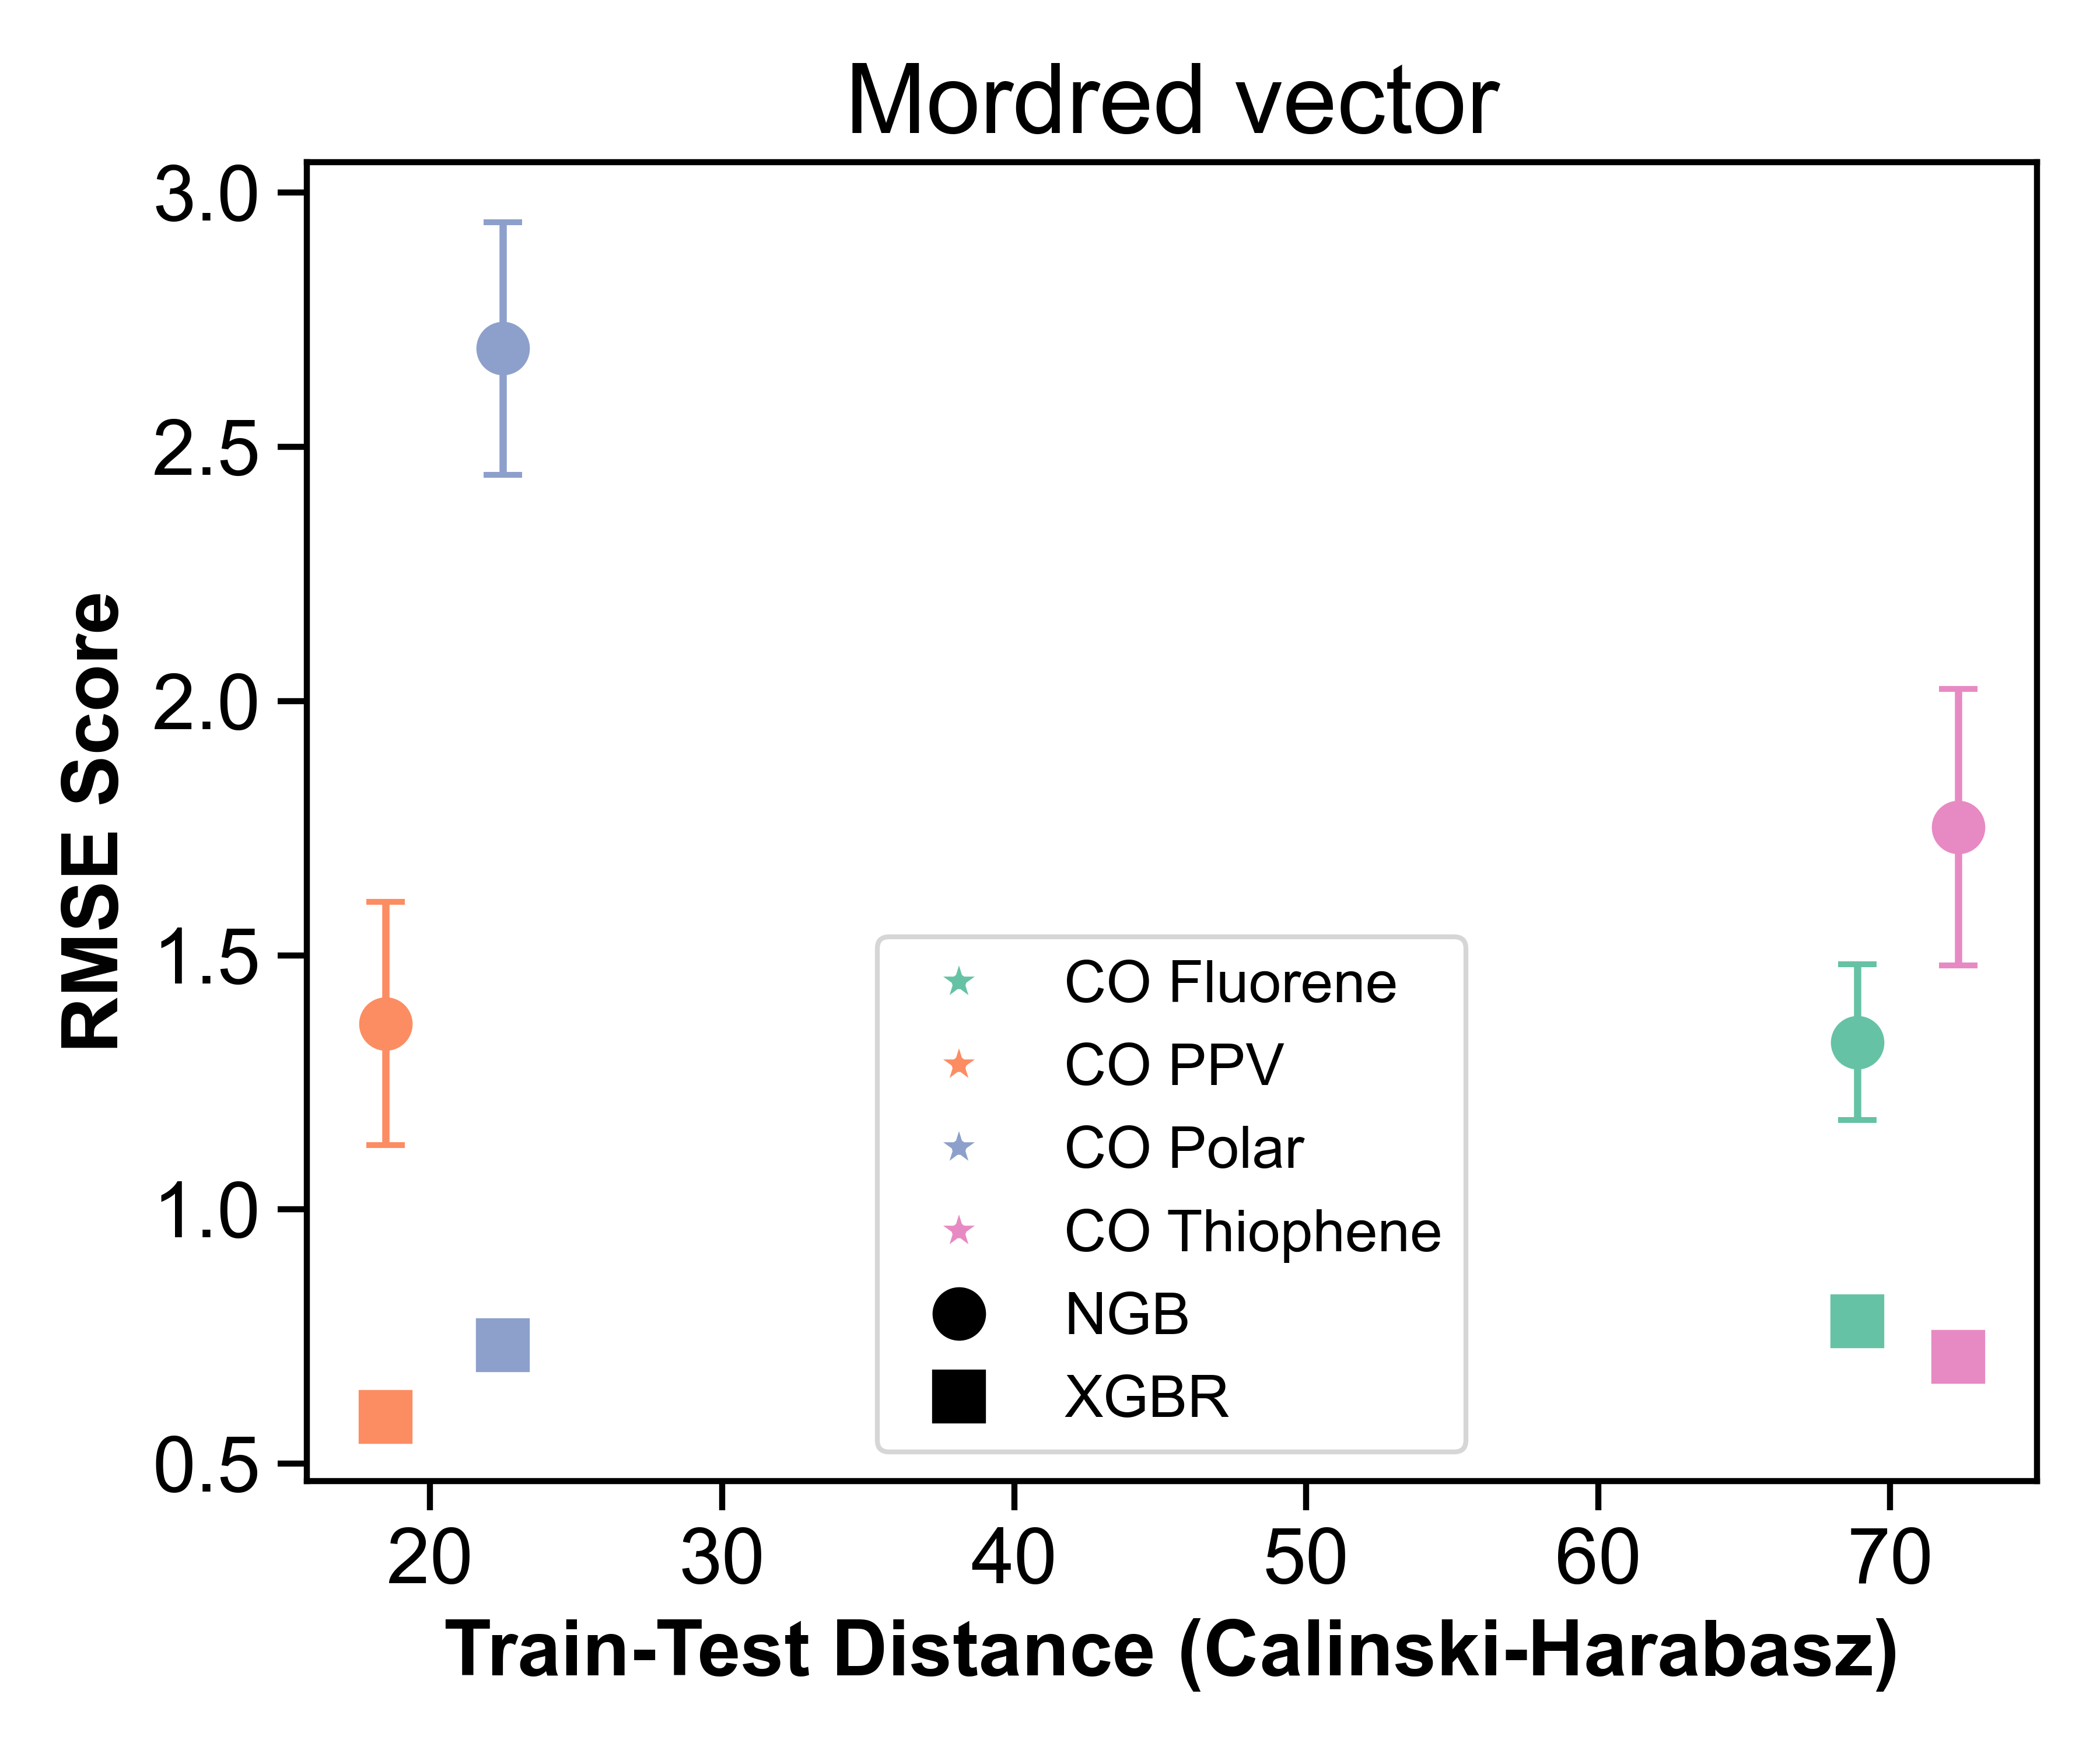 Mordred vector
3.0
2.5
2.0
1.5
1.0
0.5
RMSE Score
CO Fluorene
CO PPV
CO Polar
CO Thiophene
NGB
XGBR
20 30 40 50 60 70
Train-Test Distance (Calinski-Harabasz)